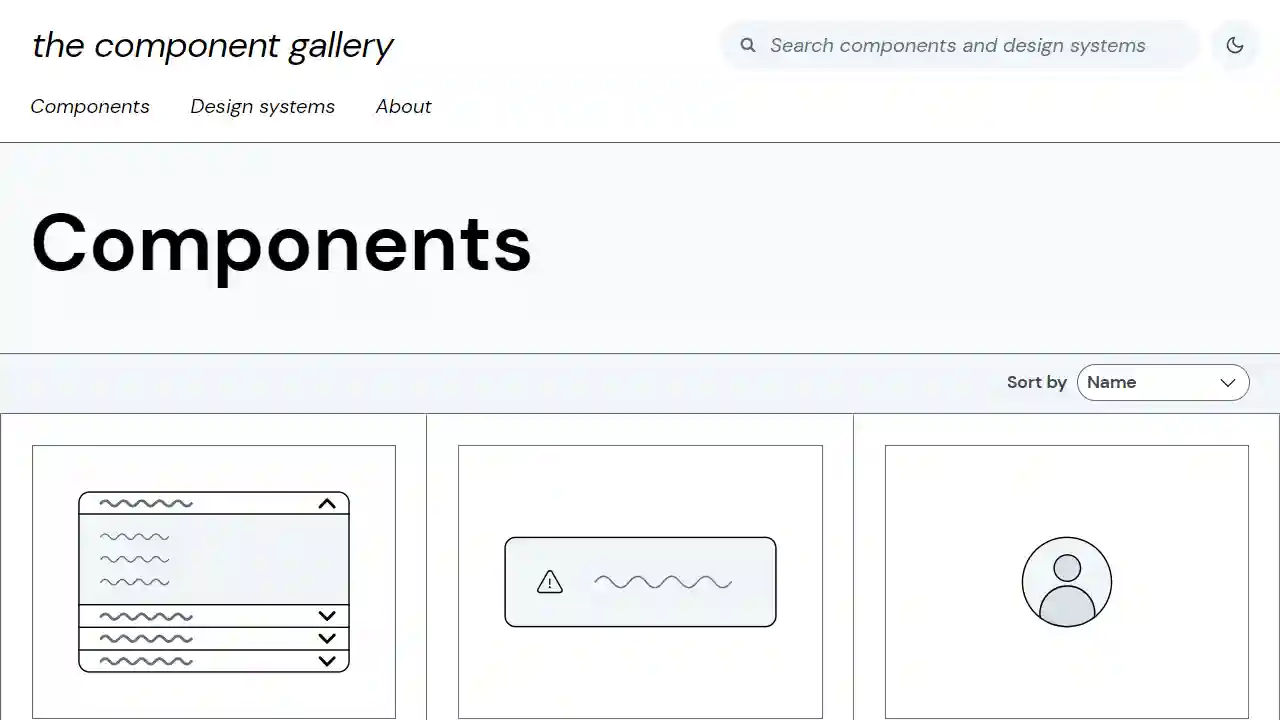 the component gallery
Search components and design systems
Components
Design systems
About
Components
Sort by
Name